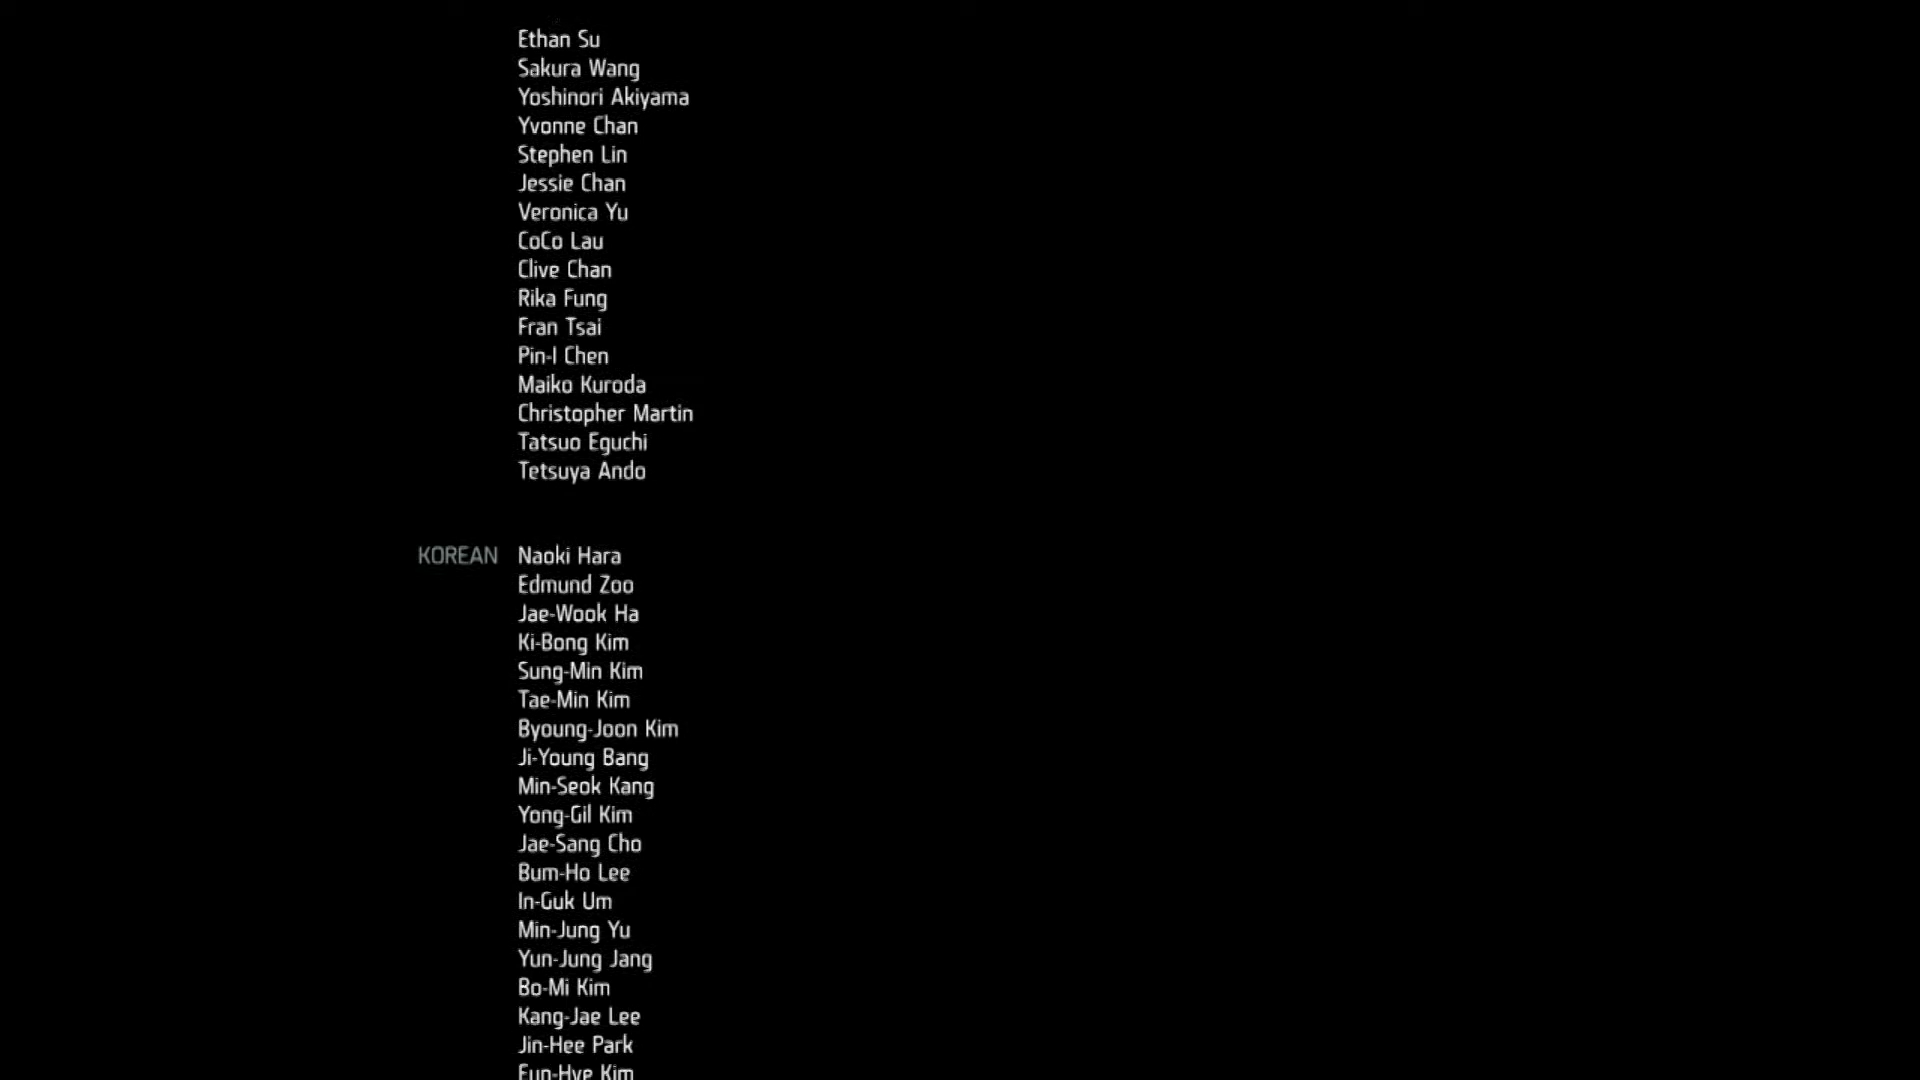 Ethan Su
Sakura Wang
Yoshinori Akiyama
Yvonne Chan
Stephen Lin
Jessie Chan
Veronica Yu
CoCo Lau
Clive Chan
Rika Fung
Fran Tsai
Pin-I Chen
Maiko Kuroda
Christopher Martin
Tatsuo Eguchi
Tetsuya Ando
KOREAN Naoki Hara
Edmund Zoo
Jae-Wook Ha
Ki-Bong Kim
Sung-Min Kim
Tae-Min Kim
Byoung-Joon Kim
Ji-Young Bang
Min-Seok Kang
Yong-Gil Kim
Jae-Sang Cho
Bum-Ho Lee
In-Guk Um
Min-Jung Yu
Yun-Jung Jang
Bo-Mi Kim
Kang-Jae Lee
Jin-Hee Park
Eun-Hye Kim